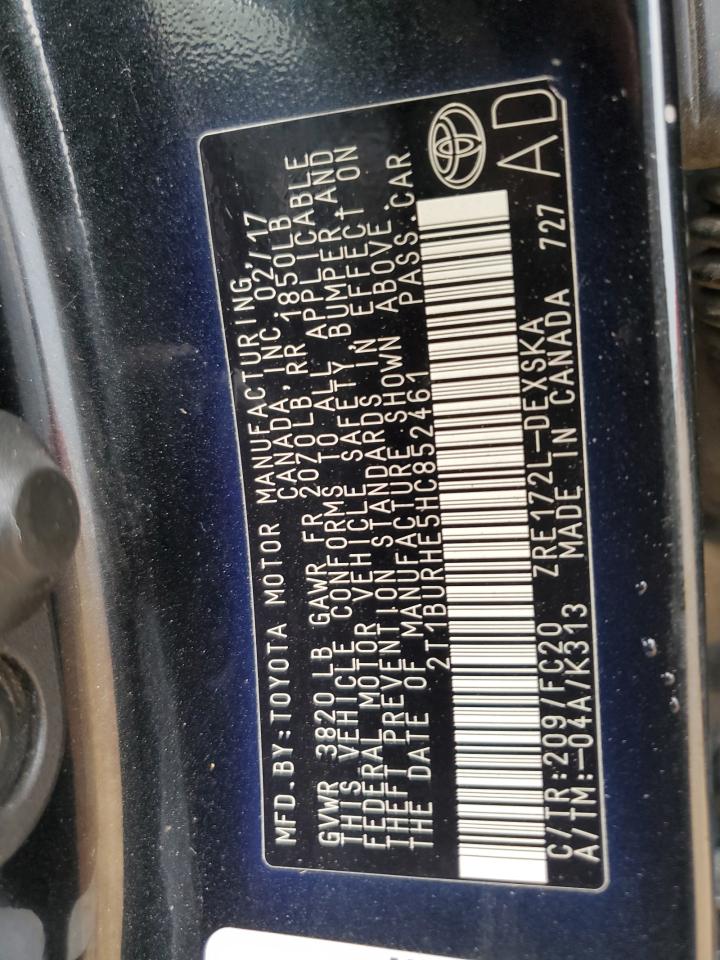 MFD.BY:TOYOTA MOTOR MANUFACTURING,
CANADA,INC. 02/17
GVWR 3820 LB GAWR FR 2070LB,RR 1850LB
THIS VEHICLE CONFORMS TO ALL APPLICABLE
FEDERAL MOTOR VEHICLE SAFETY,BUMPER,AND
THEFT PREVENTION STANDARDS IN EFFECT ON
THE DATE OF MANUFACTURE SHOWN ABOVE.
2T1BURHE5HC852461 PASS.CAR
C/TR:209/FC20 ZRE172L-DEXSKA
A/TM:-04A/K313 MADE IN CANADA 727
AD